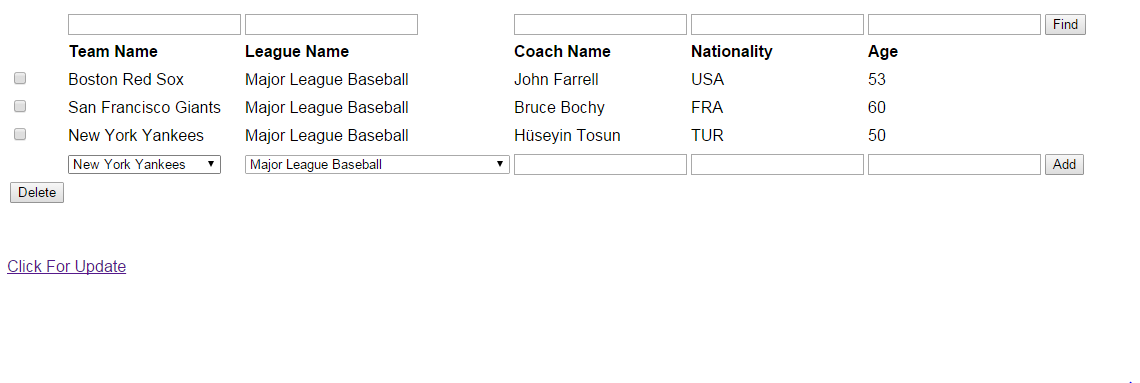 Find
Team Name League Name Coach Name Nationality Age
Boston Red Sox Major League Baseball John Farrell USA 53
San Francisco Giants Major League Baseball Bruce Bochy FRA 60
New York Yankees Major League Baseball Hüseyin Tosun TUR 50
New York Yankees Major League Baseball Add
Delete
Click For Update